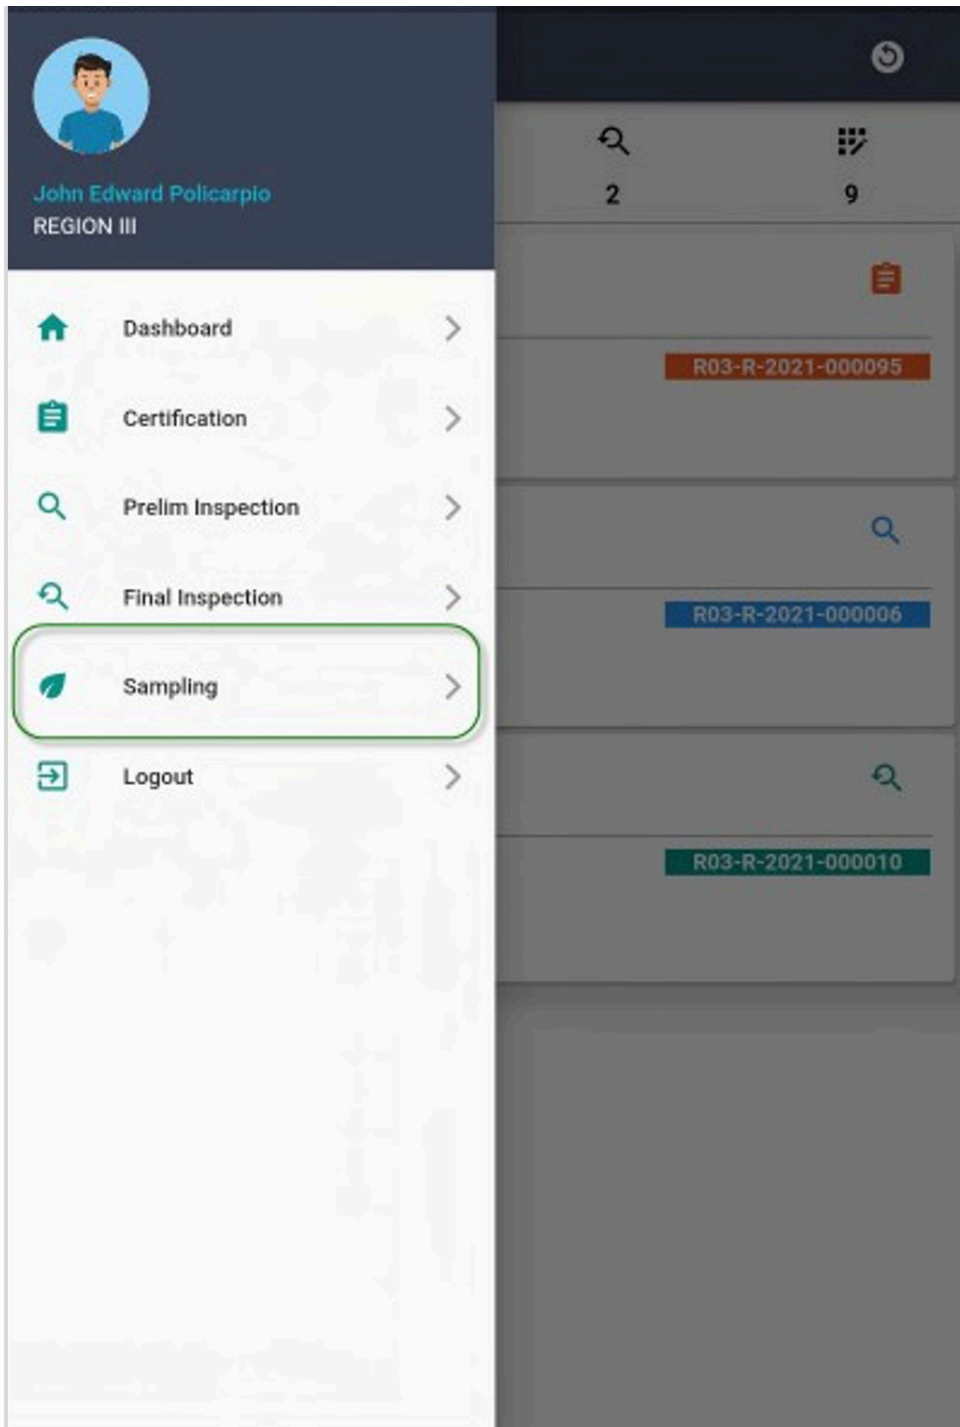 John Edward Policarpio
REGION III
2
9
Dashboard
Certification
Prelim Inspection
Final Inspection
Sampling
Logout
R03-R-2021-000095
R03-R-2021-000006
R03-R-2021-000010